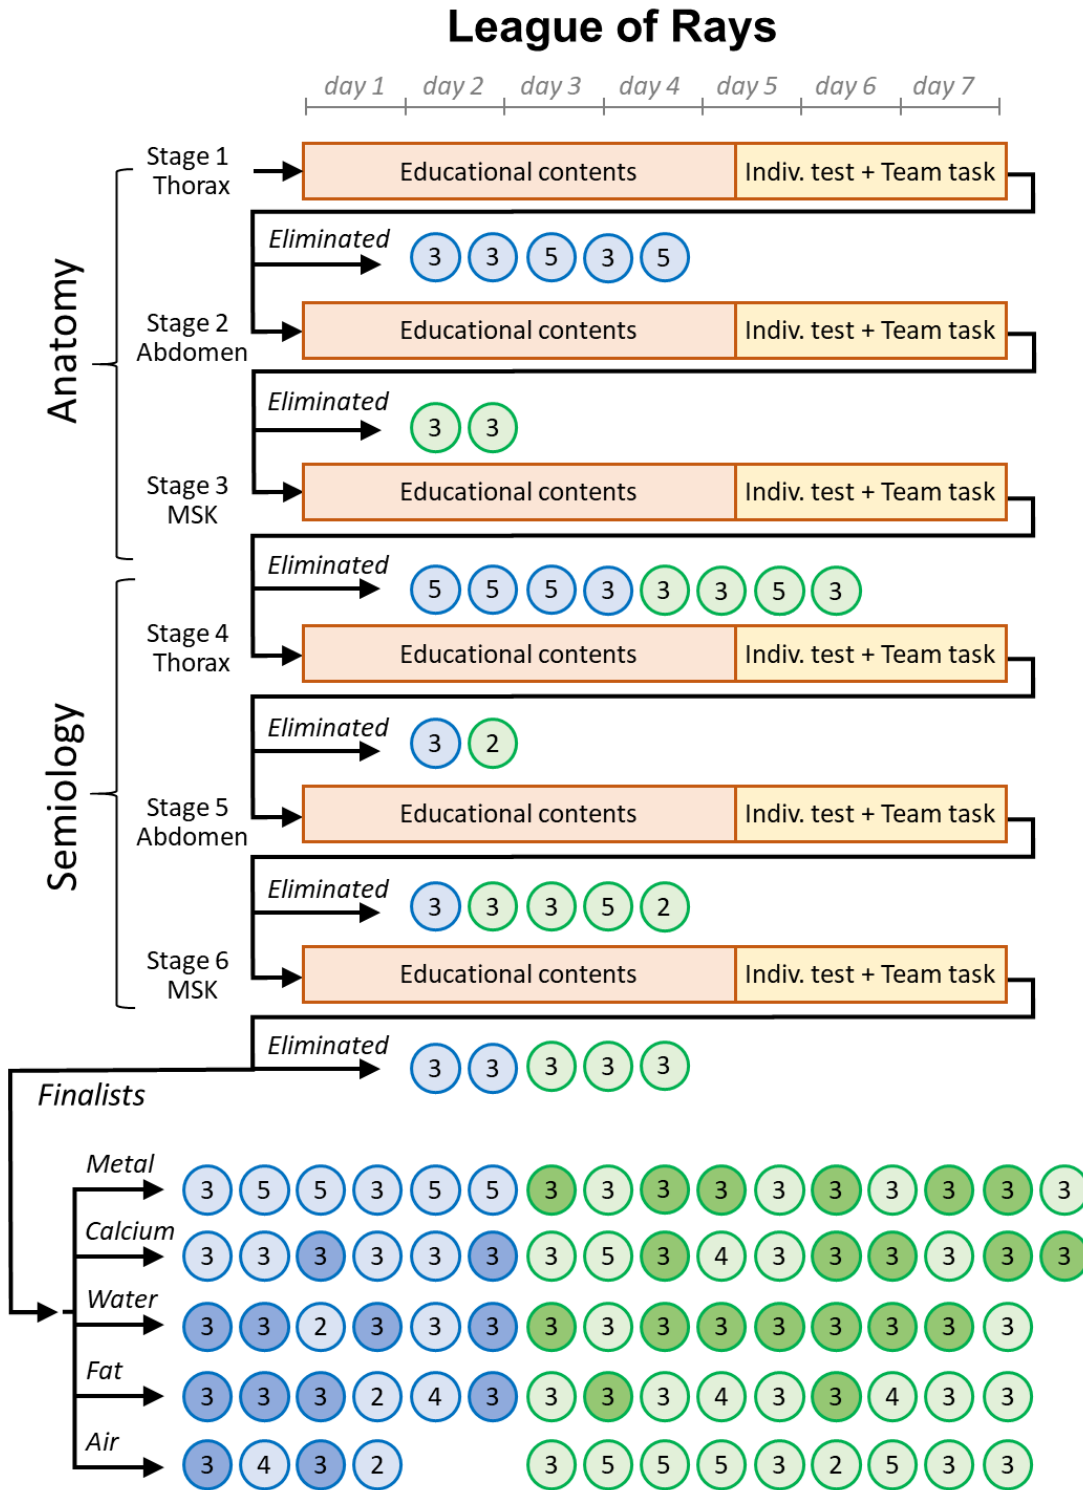 League of Rays
day 1 day 2 day 3 day 4 day 5 day 6 day 7
Anatomy
Stage 1
Thorax
Educational contents
Indiv. test + Team task
Eliminated
3 3 5 3 5
Stage 2
Abdomen
Educational contents
Indiv. test + Team task
Eliminated
3 3
Stage 3
MSK
Educational contents
Indiv. test + Team task
Eliminated
5 5 5 3 3 3 5 3
Semiology
Stage 4
Thorax
Educational contents
Indiv. test + Team task
Eliminated
3 2
Stage 5
Abdomen
Educational contents
Indiv. test + Team task
Eliminated
3 3 3 5 2
Stage 6
MSK
Educational contents
Indiv. test + Team task
Eliminated
3 3 3 3 3
Finalists
Metal
3 5 5 3 5 5 3 3 3 3 3 3 3 3 3 3
Calcium
3 3 3 3 3 3 3 5 3 4 3 3 3 3 3 3
Water
3 3 2 3 3 3 3 3 3 3 3 3 3 3 3
Fat
3 3 3 2 4 3 3 3 3 4 3 3 4 3 3
Air
3 4 3 2 3 5 5 5 3 2 5 3 3